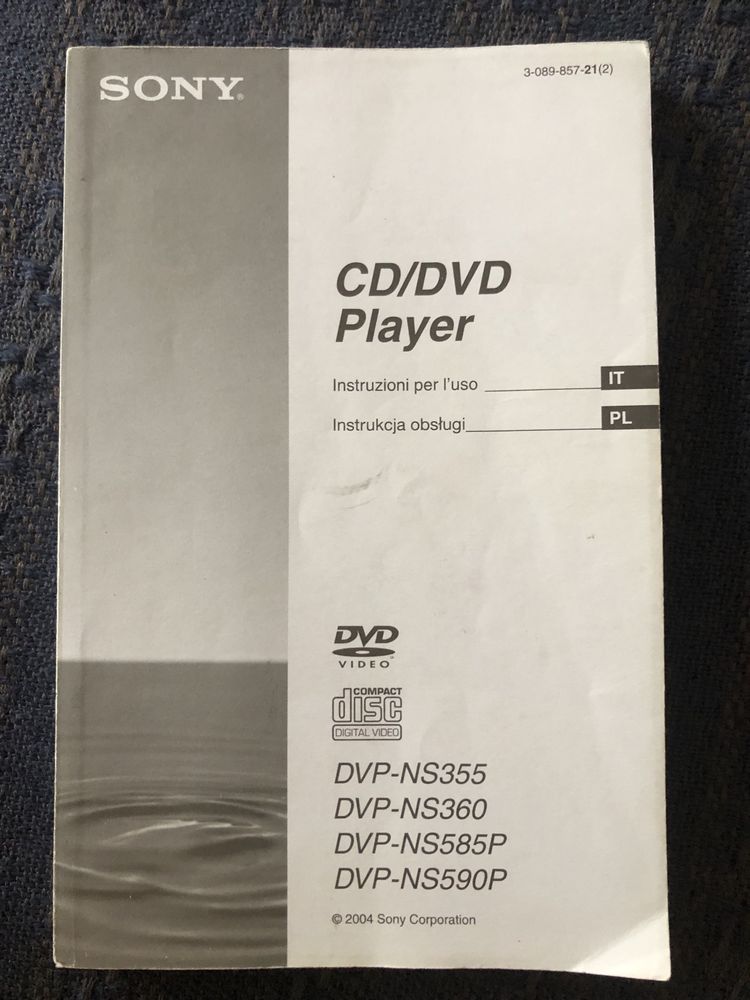 SONY®
3-089-857-21(2)
CD/DVD
Player
Instruzioni per l'uso
IT
Instrukcja obsługi
PL
DVD
VIDEO
COMPACT
disc
DIGITAL VIDEO
DVP-NS355
DVP-NS360
DVP-NS585P
DVP-NS590P
© 2004 Sony Corporation